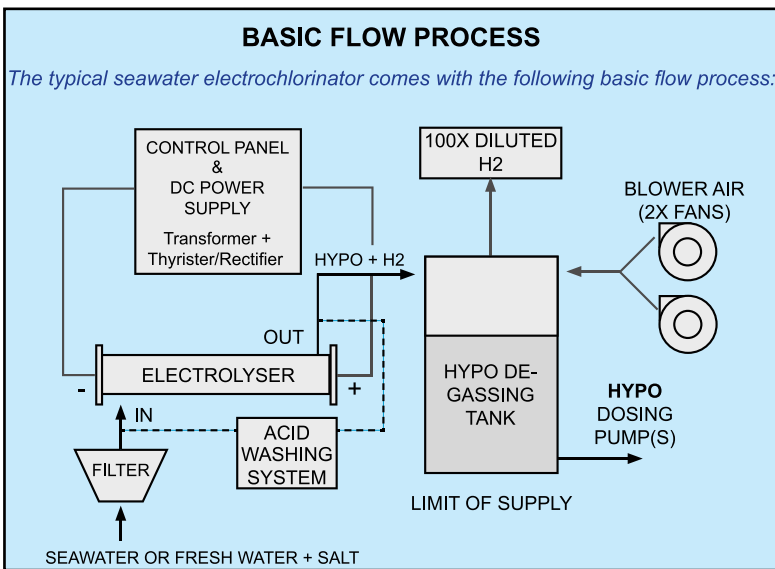 BASIC FLOW PROCESS
The typical seawater electrochlorinator comes with the following basic flow process:
CONTROL PANEL
&
DC POWER
SUPPLY
Transformer +
Thyrister/Rectifier
100X DILUTED
H2
BLOWER AIR
(2X FANS)
HYPO + H2
OUT
ELECTROLYSER
-
+
IN
FILTER
ACID
WASHING
SYSTEM
HYPO DE-
GASSING
TANK
HYPO
DOSING
PUMP(S)
LIMIT OF SUPPLY
SEAWATER OR FRESH WATER + SALT